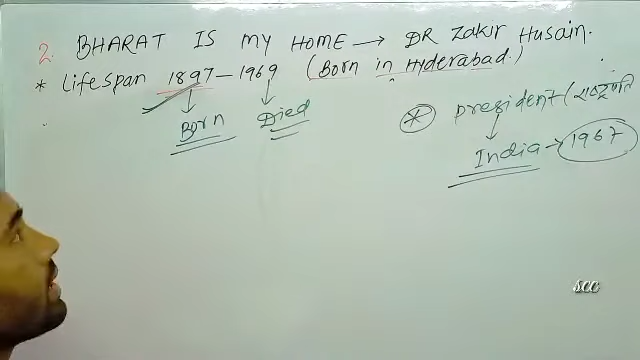 2. BHARAT IS MY HOME → DR Zakir Husain.
* Lifespan 1897 – 1969 (Born in Hyderabad.)
Born Died
* president (राष्ट्रपति
India → 1967
SCC